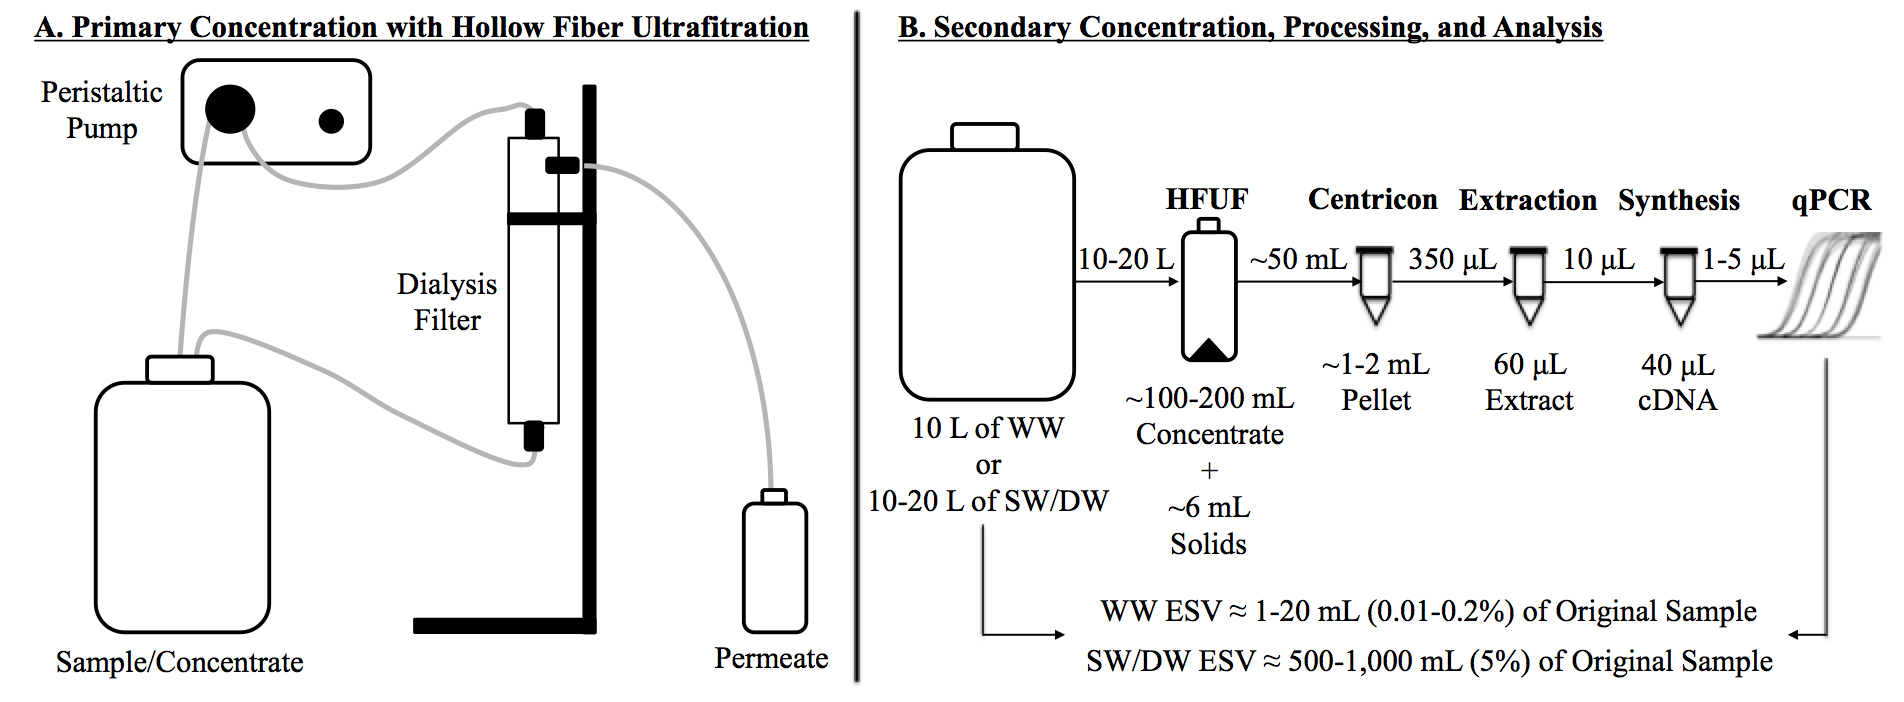 A. Primary Concentration with Hollow Fiber Ultrafitration
Peristaltic
Pump
Dialysis
Filter
Sample/Concentrate
Permeate
B. Secondary Concentration, Processing, and Analysis
HFUF
Centricon
Extraction
Synthesis
qPCR
10-20 L
~50 mL
350 µL
10 µL
1-5 µL
10 L of WW
or
10-20 L of SW/DW
~100-200 mL
Concentrate
+
~6 mL
Solids
~1-2 mL
Pellet
60 µL
Extract
40 µL
cDNA
WW ESV ≈ 1-20 mL (0.01-0.2%) of Original Sample
SW/DW ESV ≈ 500-1,000 mL (5%) of Original Sample